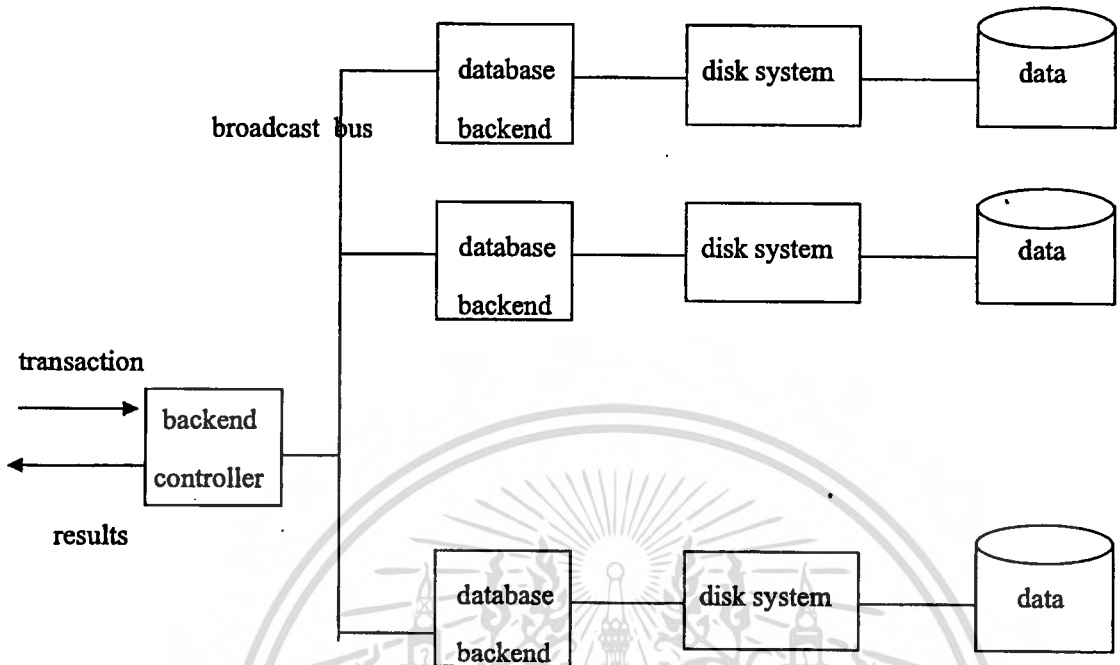 database
backend
disk system
data
broadcast bus
database
backend
disk system
data
transaction
backend
controller
results
database
backend
disk system
data